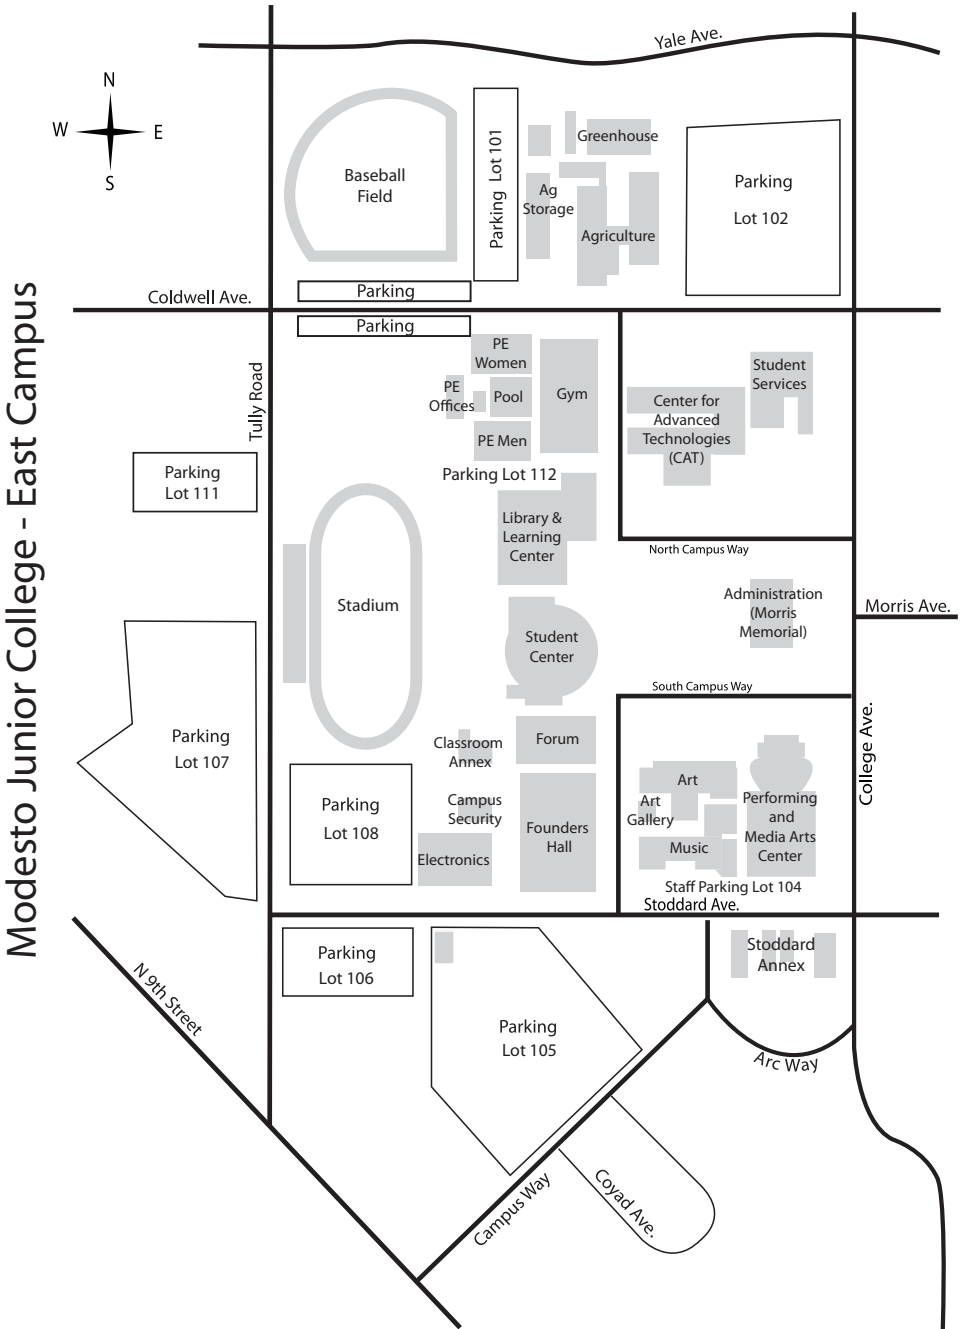 Modesto Junior College - East Campus
Yale Ave.
N
W
E
S
Baseball
Field
Parking Lot 101
Greenhouse
Ag
Storage
Agriculture
Parking
Lot 102
Parking
Coldwell Ave.
Parking
Tully Road
PE
Women
PE
Offices
Pool
Gym
PE Men
Student
Services
Center for
Advanced
Technologies
(CAT)
Parking
Lot 111
Parking Lot 112
Library &
Learning
Center
North Campus Way
Stadium
Administration
(Morris
Memorial)
Morris Ave.
Student
Center
South Campus Way
College Ave.
Parking
Lot 107
Classroom
Annex
Forum
Parking
Lot 108
Campus
Security
Founders
Hall
Electronics
Art
Art
Gallery
Music
Performing
and
Media Arts
Center
Staff Parking Lot 104
Stoddard Ave.
Parking
Lot 106
Stoddard
Annex
N 9th Street
Parking
Lot 105
Arc Way
Campus Way
Coyad Ave.